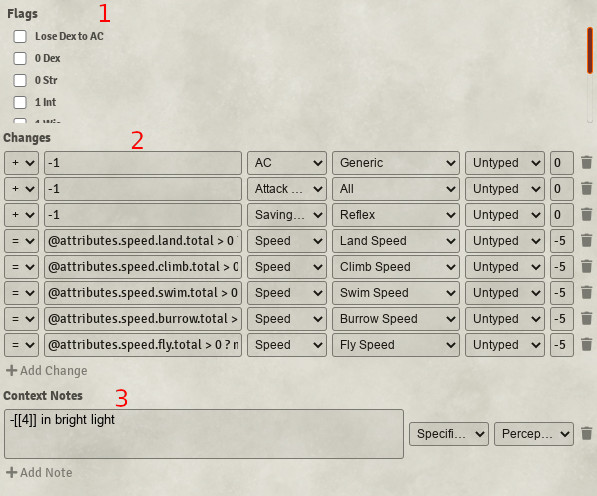 Flags 1
Lose Dex to AC
0 Dex
0 Str
1 Int
Changes 2
+ -1 AC Generic Untyped 0
+ -1 Attack ... All Untyped 0
+ -1 Saving... Reflex Untyped 0
= @attributes.speed.land.total > 0 Speed Land Speed Untyped -5
= @attributes.speed.climb.total > 0 Speed Climb Speed Untyped -5
= @attributes.speed.swim.total > 0 Speed Swim Speed Untyped -5
= @attributes.speed.burrow.total > Speed Burrow Speed Untyped -5
= @attributes.speed.fly.total > 0 ? Speed Fly Speed Untyped -5
+ Add Change
Context Notes 3
-[[4]] in bright light Specifi... Percep...
+ Add Note